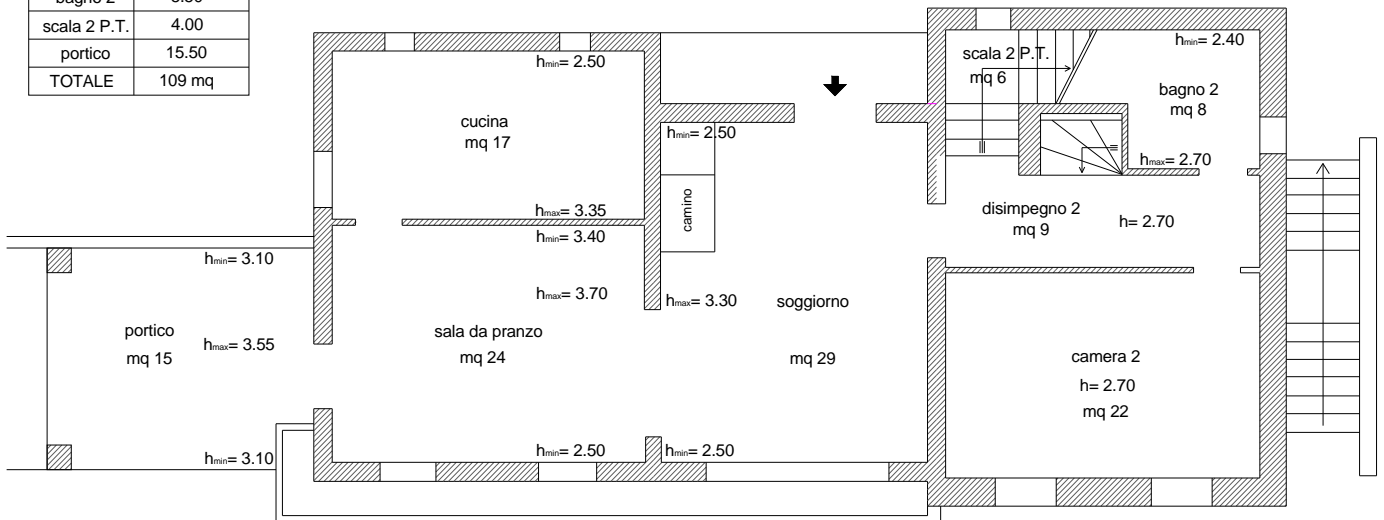 scala 2 P.T. 4.00
portico 15.50
TOTALE 109 mq
hmin= 2.50
cucina
mq 17
hmax= 3.35
hmin= 3.40
hmax= 3.70
sala da pranzo
mq 24
hmin= 2.50
hmin= 3.10
portico
hmax= 3.55
mq 15
hmin= 3.10
hmin= 2.50
camino
hmax= 3.30
soggiorno
mq 29
hmin= 2.50
scala 2 P.T.
mq 6
hmin= 2.40
bagno 2
mq 8
hmax= 2.70
disimpegno 2
mq 9
h= 2.70
camera 2
h= 2.70
mq 22